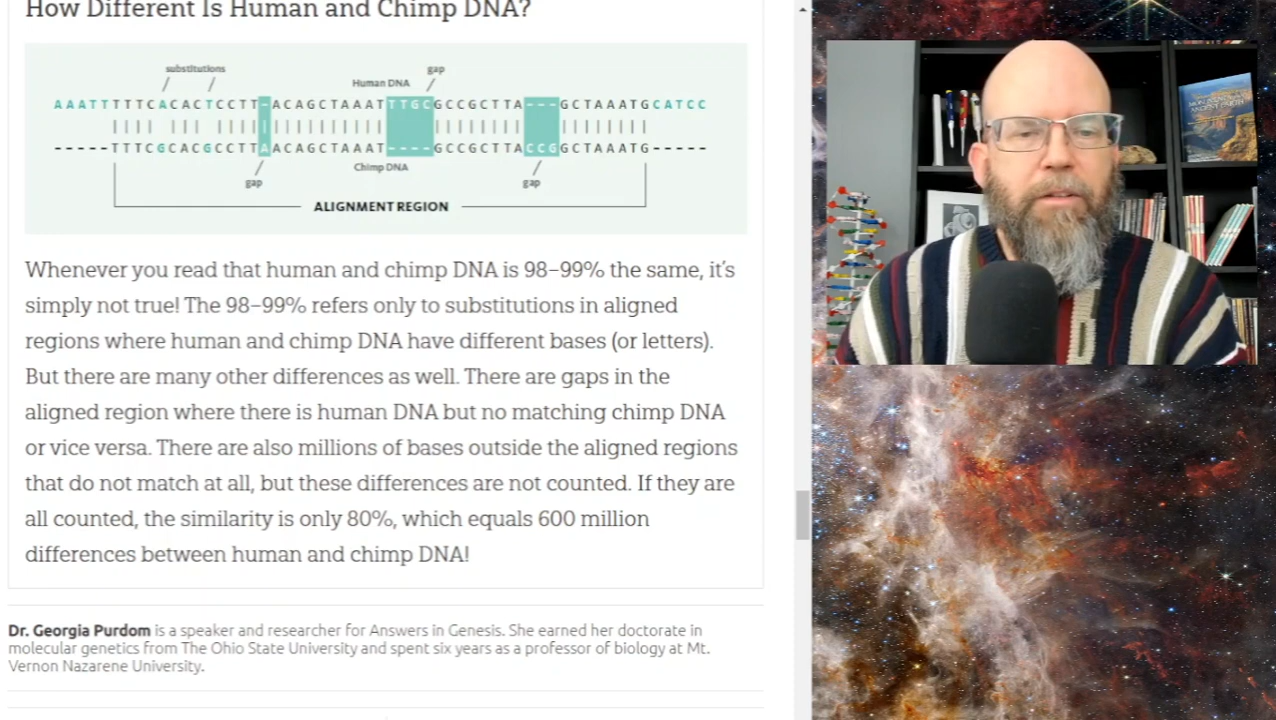 How Different Is Human and Chimp DNA?
substitutions
Human DNA
gap
AAATTTTTCACACTCCTT-ACAGCTAAATTTGCGCCGCTTA---GCTAAATGCATCC
-----TTTCGCACGCCTTAACAGCTAAAT----GCCGCTTACCGGCTAAATG-----
gap
Chimp DNA
gap
ALIGNMENT REGION
Whenever you read that human and chimp DNA is 98–99% the same, it's
simply not true! The 98–99% refers only to substitutions in aligned
regions where human and chimp DNA have different bases (or letters).
But there are many other differences as well. There are gaps in the
aligned region where there is human DNA but no matching chimp DNA
or vice versa. There are also millions of bases outside the aligned regions
that do not match at all, but these differences are not counted. If they are
all counted, the similarity is only 80%, which equals 600 million
differences between human and chimp DNA!
Dr. Georgia Purdom is a speaker and researcher for Answers in Genesis. She earned her doctorate in
molecular genetics from The Ohio State University and spent six years as a professor of biology at Mt.
Vernon Nazarene University.